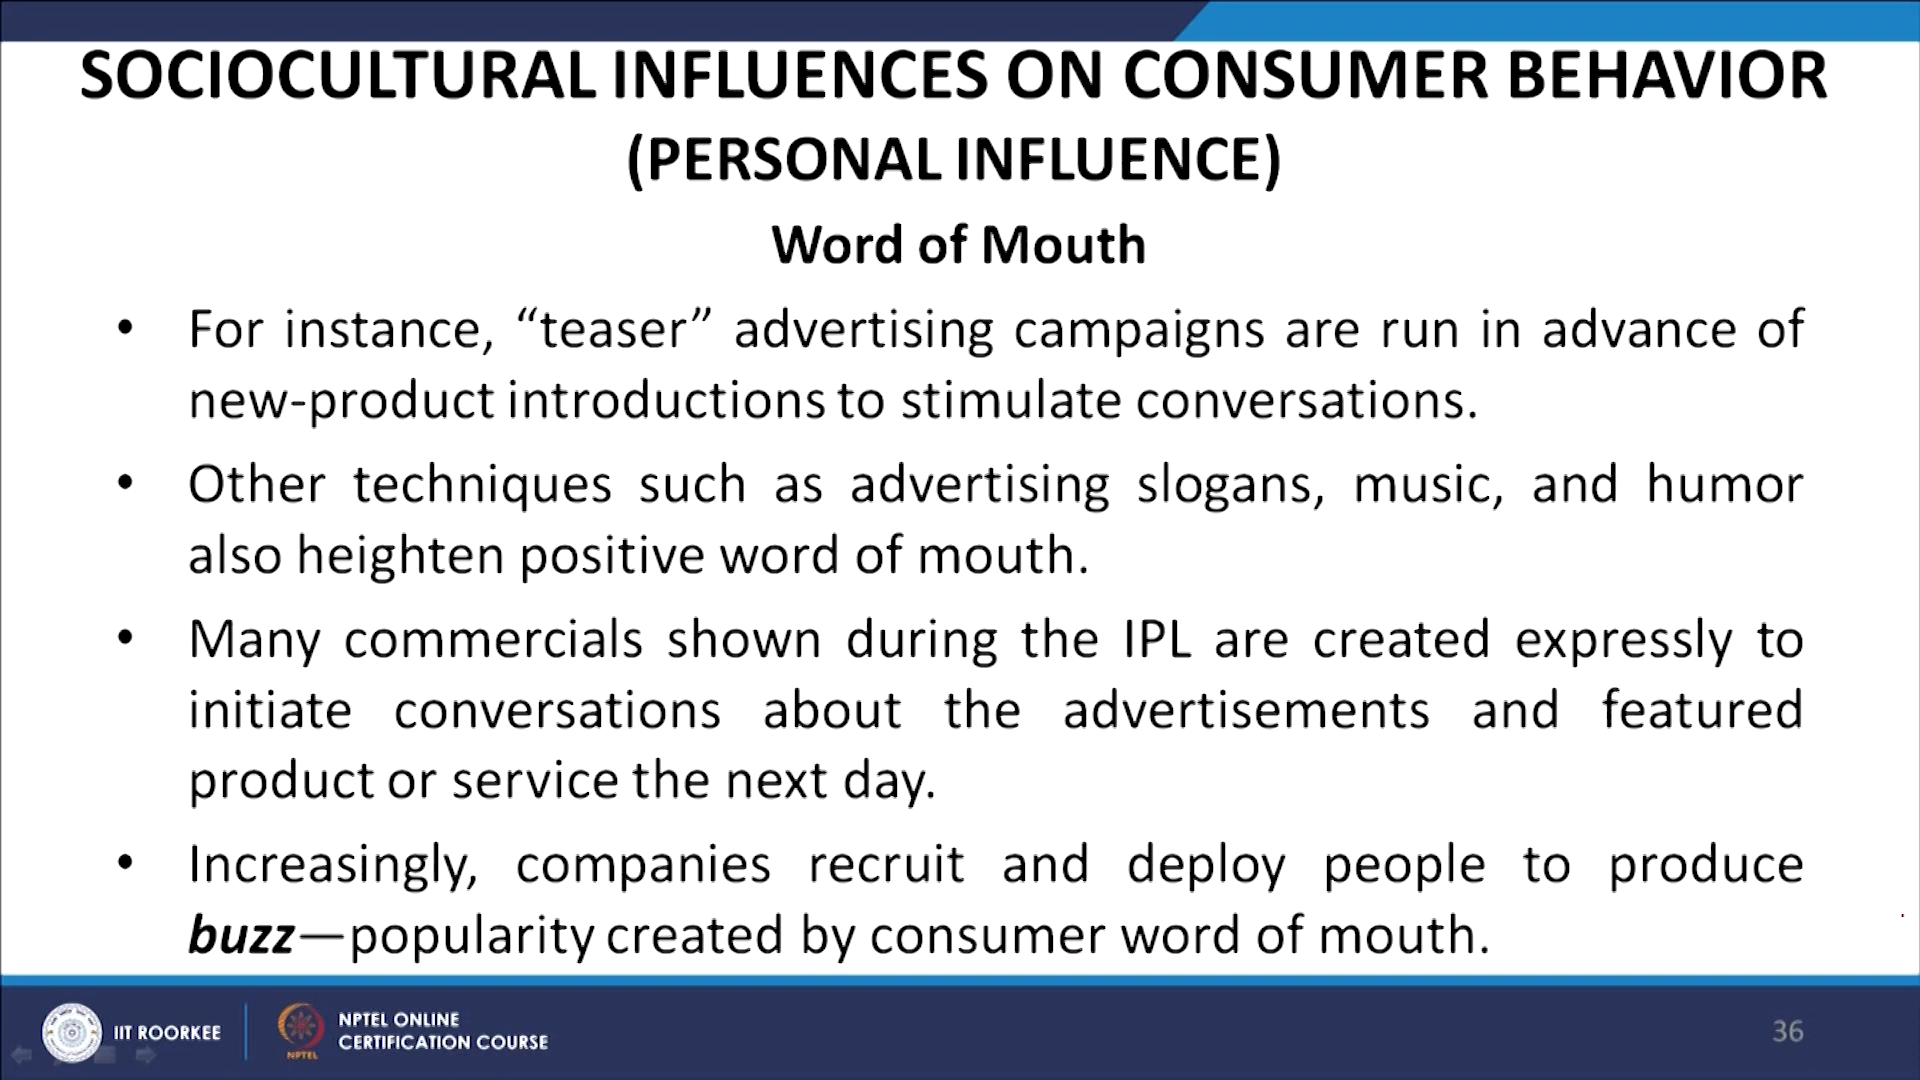 SOCIOCULTURAL INFLUENCES ON CONSUMER BEHAVIOR
(PERSONAL INFLUENCE)
Word of Mouth
• For instance, “teaser” advertising campaigns are run in advance of
new-product introductions to stimulate conversations.
• Other techniques such as advertising slogans, music, and humor
also heighten positive word of mouth.
• Many commercials shown during the IPL are created expressly to
initiate conversations about the advertisements and featured
product or service the next day.
• Increasingly, companies recruit and deploy people to produce
buzz—popularity created by consumer word of mouth.
IIT ROORKEE
NPTEL
NPTEL ONLINE
CERTIFICATION COURSE
36